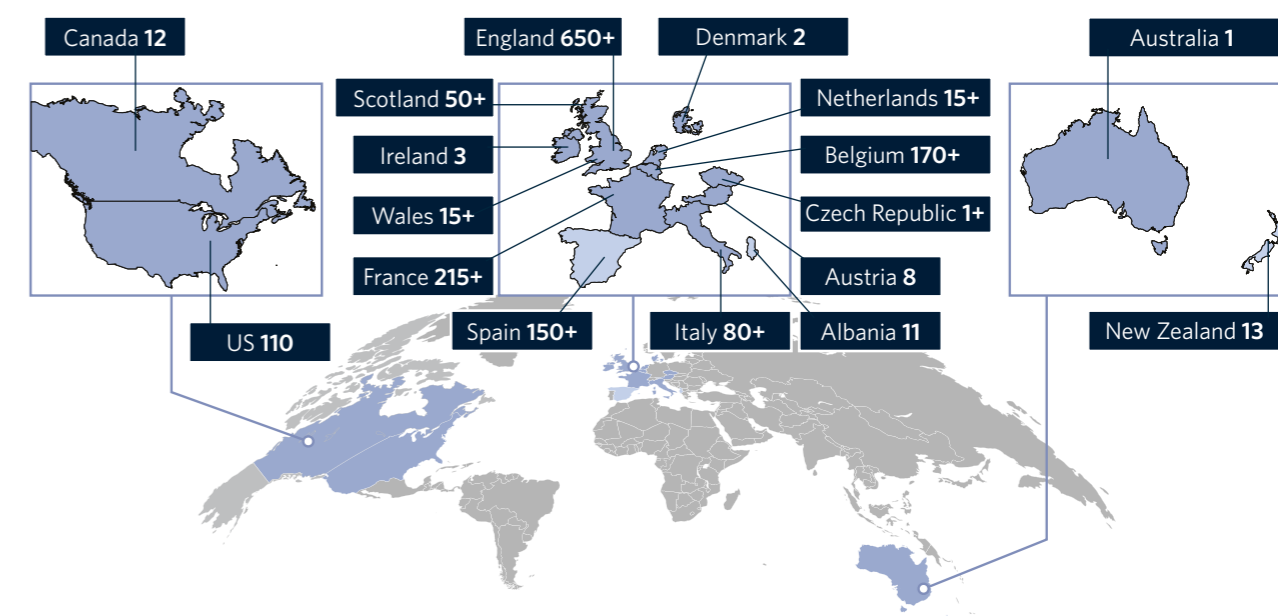 Canada 12
England 650+
Denmark 2
Australia 1
Scotland 50+
Netherlands 15+
Ireland 3
Belgium 170+
Wales 15+
Czech Republic 1+
France 215+
Austria 8
US 110
Spain 150+
Italy 80+
Albania 11
New Zealand 13